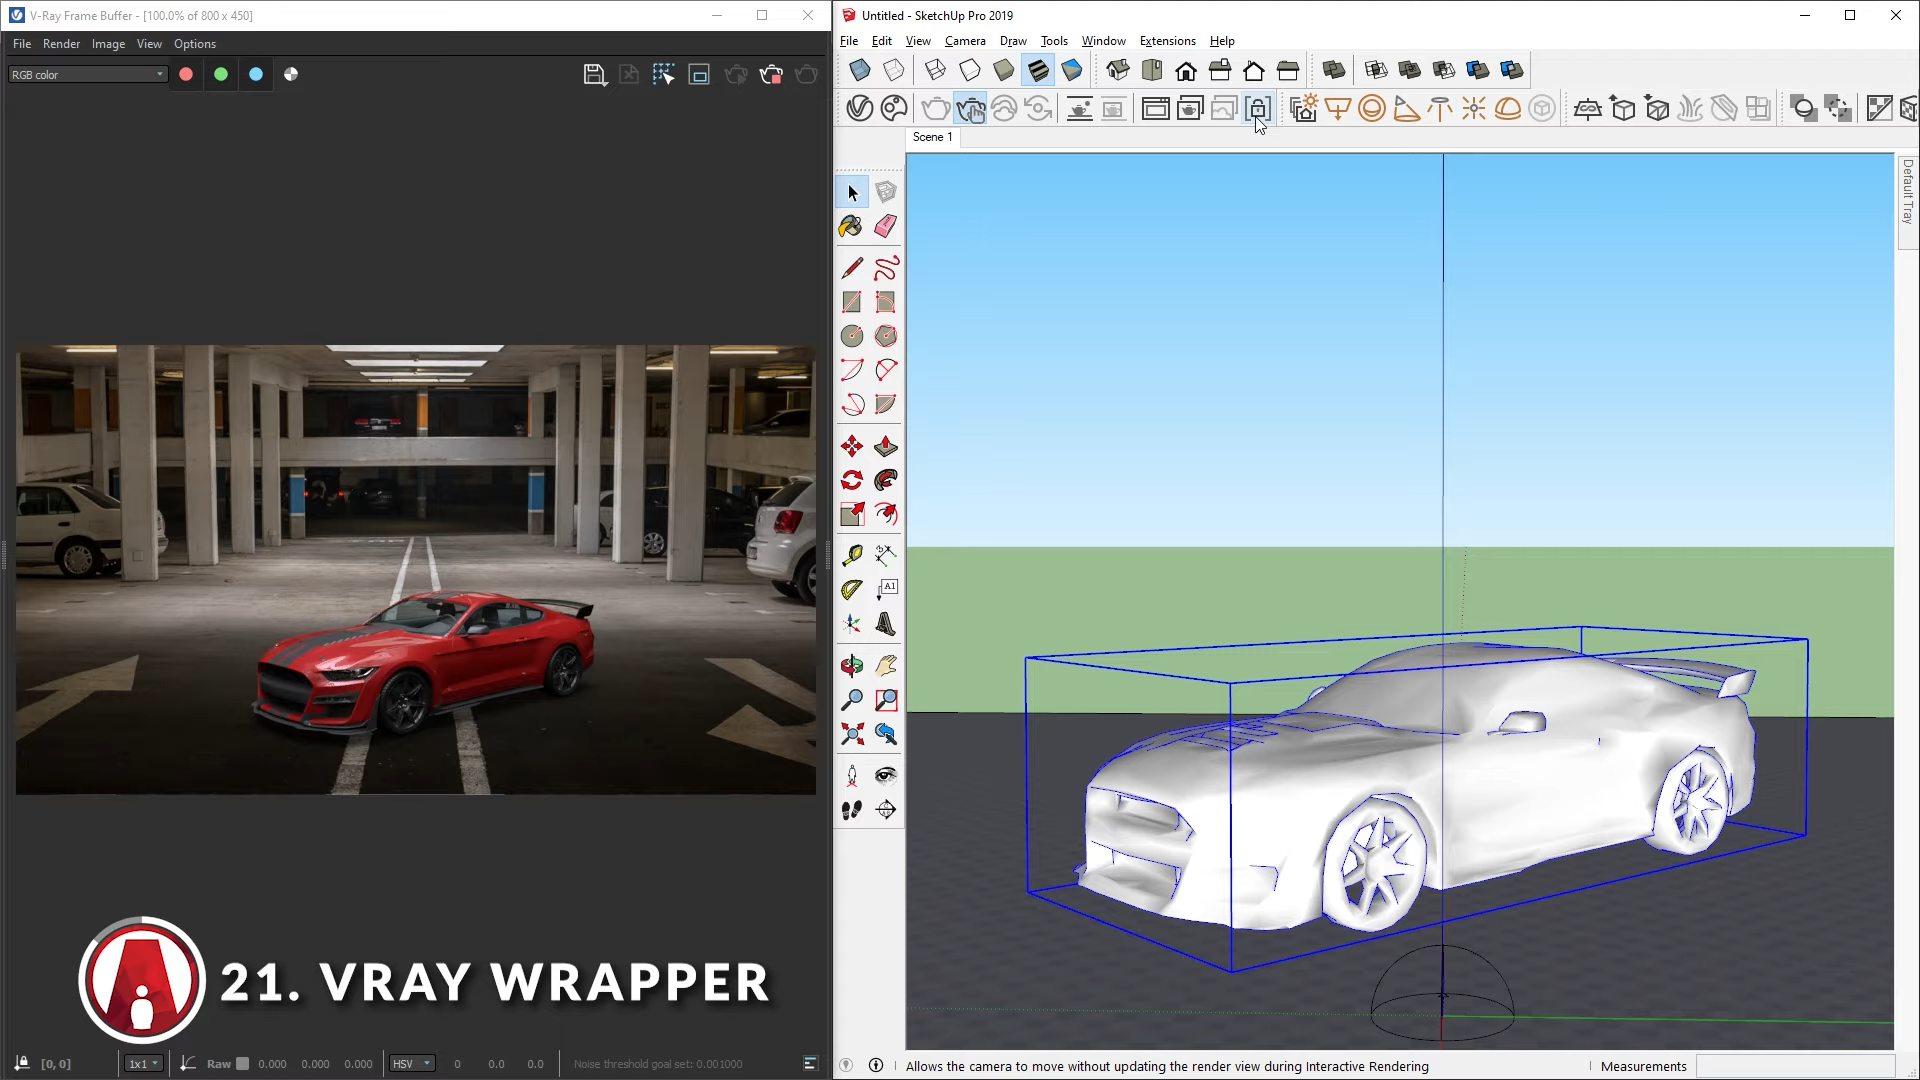 V-Ray Frame Buffer - [100.0% of 800 x 450]
File Render Image View Options
RGB color
Untitled - SketchUp Pro 2019
File Edit View Camera Draw Tools Window Extensions Help
Scene 1
Default Tray
A1
21. VRAY WRAPPER
[0, 0]
1x1
Raw
0.000 0.000 0.000
HSV
0 0.0 0.0
Noise threshold goal set: 0.001000
Allows the camera to move without updating the render view during Interactive Rendering
Measurements